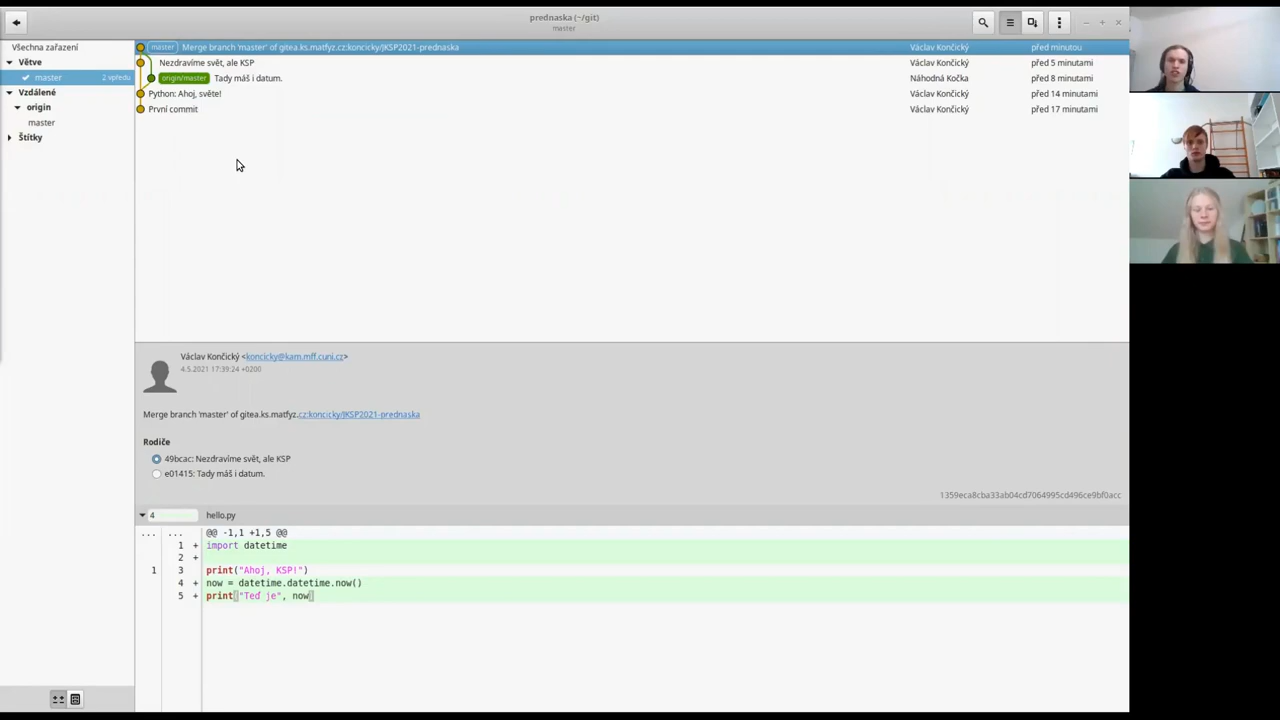 prednaska (~/git)
master
Všechna zařazení
Větve
master 2 vpředu
Vzdálené
origin
master
Štítky
master Merge branch 'master' of gitea.ks.matfyz.cz:koncicky/JKSP2021-prednaska Václav Končický před minutou
Nezdravíme svět, ale KSP Václav Končický před 5 minutami
origin/master Tady máš i datum. Náhodná Kočka před 8 minutami
Python: Ahoj, světe! Václav Končický před 14 minutami
První commit Václav Končický před 17 minutami
Václav Končický <koncicky@kam.mff.cuni.cz>
4.5.2021 17:39:24 +0200
Merge branch 'master' of gitea.ks.matfyz.cz:koncicky/JKSP2021-prednaska
Rodiče
49bcac: Nezdravíme svět, ale KSP
e01415: Tady máš i datum.
1359eca8cba33ab04cd7064995cd496ce9bf0acc
4 hello.py
... ... @@ -1,1 +1,5 @@
1 + import datetime
2 +
1 3 print("Ahoj, KSP!")
4 + now = datetime.datetime.now()
5 + print("Teď je", now)